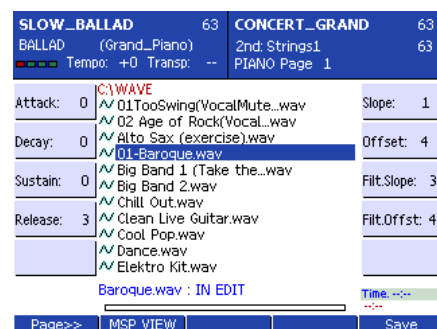 SLOW_BALLAD 63 CONCERT_GRAND 63
BALLAD (Grand_Piano) 2nd: Strings1 63
Tempo: +0 Transp: -- PIANO Page 1
C:\WAVE
Attack: 0
01TooSwing(VocalMute...wav
Slope: 1
02 Age of Rock(Vocal...wav
Decay: 0
Alto Sax (exercise).wav
Offset: 4
01-Baroque.wav
Sustain: 0
Big Band 1 (Take the...wav
Filt.Slope: 3
Big Band 2.wav
Chill Out.wav
Release: 3
Clean Live Guitar.wav
Filt.Offst: 4
Cool Pop.wav
Dance.wav
Elektro Kit.wav
Baroque.wav : IN EDIT
Time. --:--
--:--
Page>> MSP VIEW Save